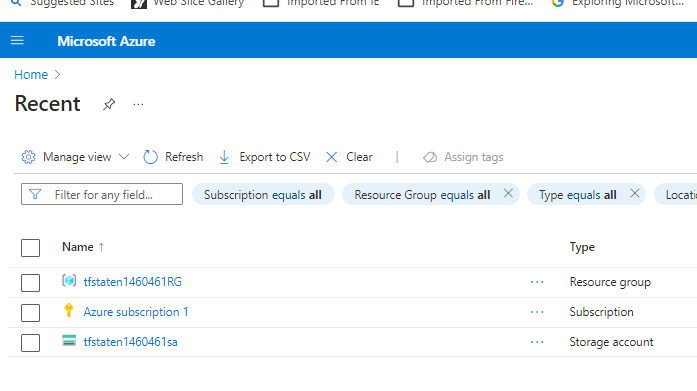 Suggested Sites Web Slice Gallery Imported From IE Imported From Fire... Exploring Microsoft...
Microsoft Azure
Home >
Recent ...
Manage view Refresh Export to CSV Clear | Assign tags
Filter for any field... Subscription equals all Resource Group equals all × Type equals all × Locati
Name ↑ Type
tfstaten1460461RG ... Resource group
Azure subscription 1 ... Subscription
tfstaten1460461sa ... Storage account